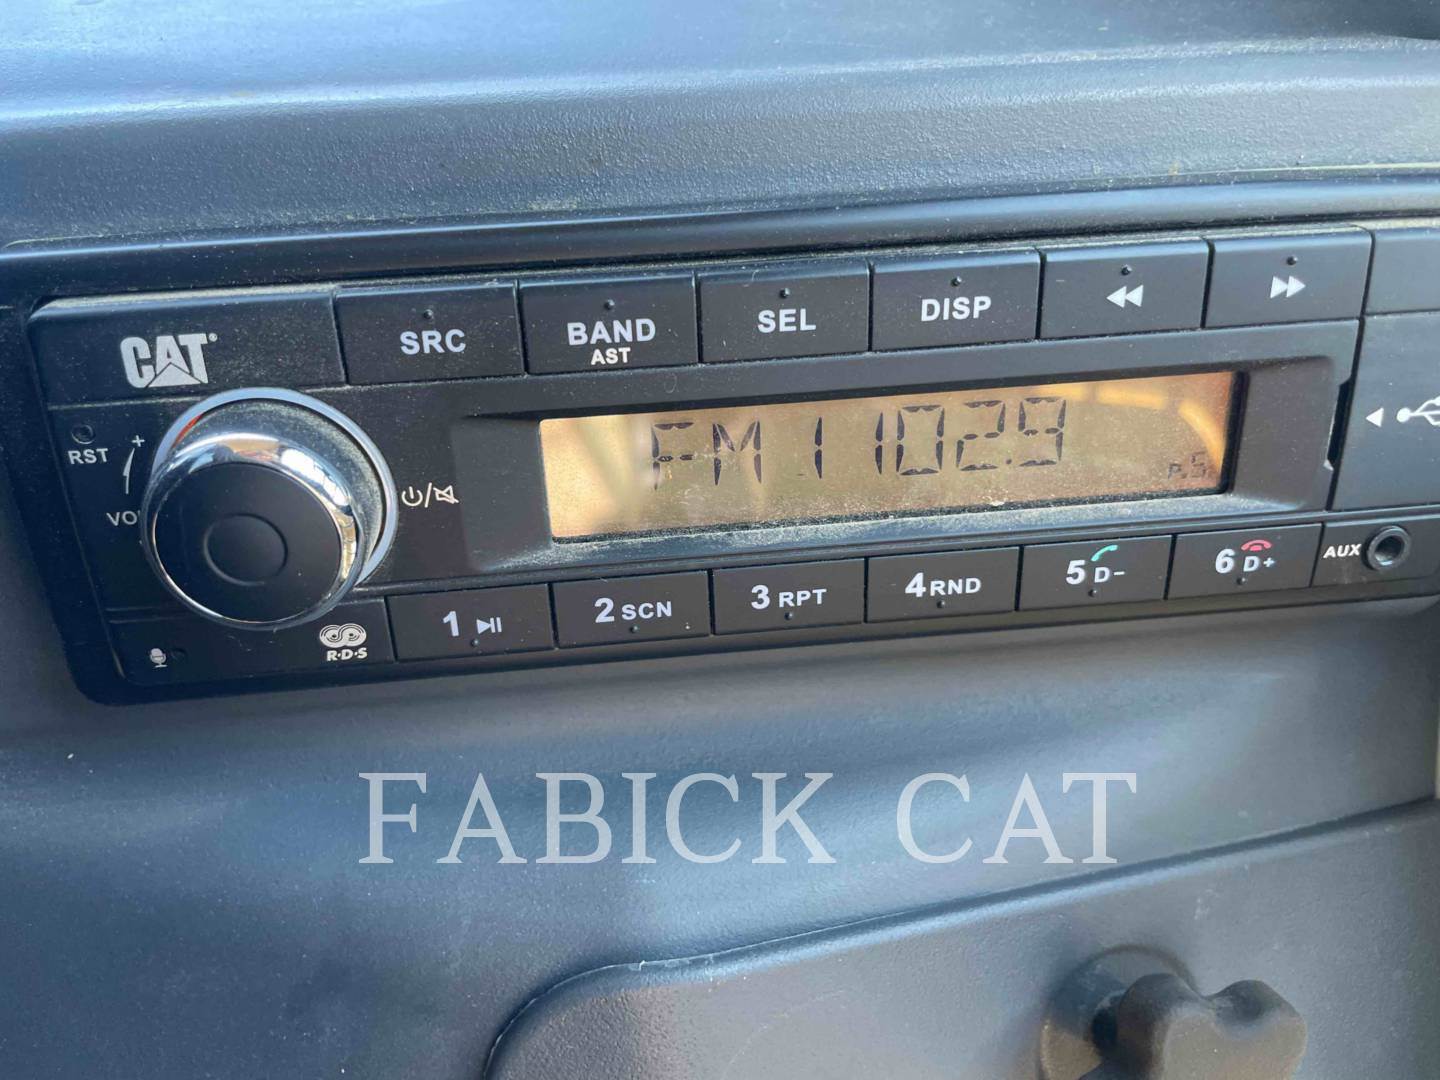 CAT
SRC
BAND
AST
SEL
DISP
RST
+
VOL
FM1 102.9
P.5
AUX
1
2 SCN
3 RPT
4 RND
5 D-
6 D+
R·D·S
FABICK CAT